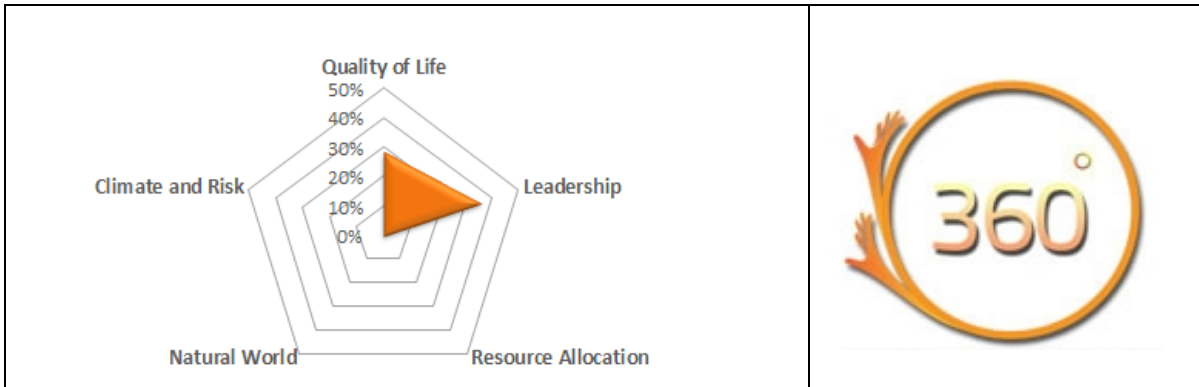 Quality of Life
50%
40%
30%
20%
10%
0%
Climate and Risk
Leadership
Natural World
Resource Allocation
360°